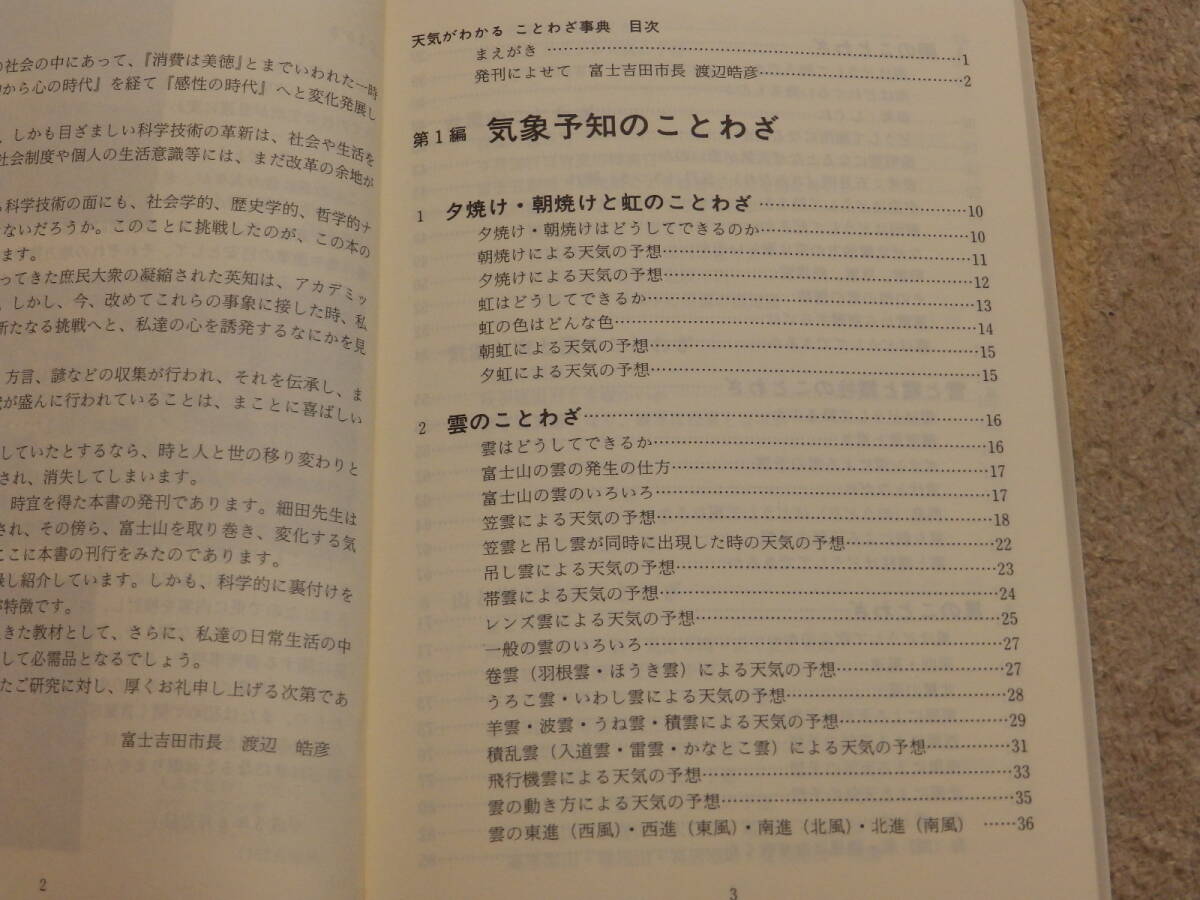 の社会の中にあって、『消費は美徳』とまでいわれた一時
から心の時代』を経て『感性の時代』へと変化発展し
、しかも目ざましい科学技術の革新は、社会や生活を
社会制度や個人の生活意識等には、まだ改革の余地が
科学技術の面にも、社会学的、歴史学的、哲学的ナ
ないだろうか。このことに挑戦したのが、この本の
ます。
ってきた庶民大衆の凝縮された英知は、アカデミッ
しかし、今、改めてこれらの事象に接した時、私
新たなる挑戦へと、私達の心を誘発するなにかを見
方言、諺などの収集が行われ、それを伝承し、ま
が盛んに行われていることは、まことに喜ばしい
していたとするなら、時と人と世の移り変わりと
され、消失してしまいます。
時宜を得た本書の発刊であります。細田先生は
され、その傍ら、富士山を取り巻き、変化する気
ここに本書の刊行をみたのであります。
し紹介しています。しかも、科学的に裏付けを
特徴です。
きた教材として、さらに、私達の日常生活の中
して必需品となるでしょう。
たご研究に対し、厚くお礼申し上げる次第であ
富士吉田市長 渡辺 皓彦
2
天気がわかる ことわざ事典 目次
まえがき……………1
発刊によせて 富士吉田市長 渡辺皓彦……………2
第1編 気象予知のことわざ
1 夕焼け・朝焼けと虹のことわざ……………10
夕焼け・朝焼けはどうしてできるのか……………10
朝焼けによる天気の予想……………11
夕焼けによる天気の予想……………12
虹はどうしてできるか……………13
虹の色はどんな色……………14
朝虹による天気の予想……………15
夕虹による天気の予想……………15
2 雲のことわざ……………16
雲はどうしてできるか……………16
富士山の雲の発生の仕方……………17
富士山の雲のいろいろ……………17
笠雲による天気の予想……………18
笠雲と吊し雲が同時に出現した時の天気の予想……………22
吊し雲による天気の予想……………23
帯雲による天気の予想……………24
レンズ雲による天気の予想……………25
一般の雲のいろいろ……………27
巻雲（羽根雲・ほうき雲）による天気の予想……………27
うろこ雲・いわし雲による天気の予想……………28
羊雲・波雲・うね雲・積雲による天気の予想……………29
積乱雲（入道雲・雷雲・かなとこ雲）による天気の予想……………31
飛行機雲による天気の予想……………33
雲の動き方による天気の予想……………35
雲の東進（西風）・西進（東風）・南進（北風）・北進（南風） ……36
3